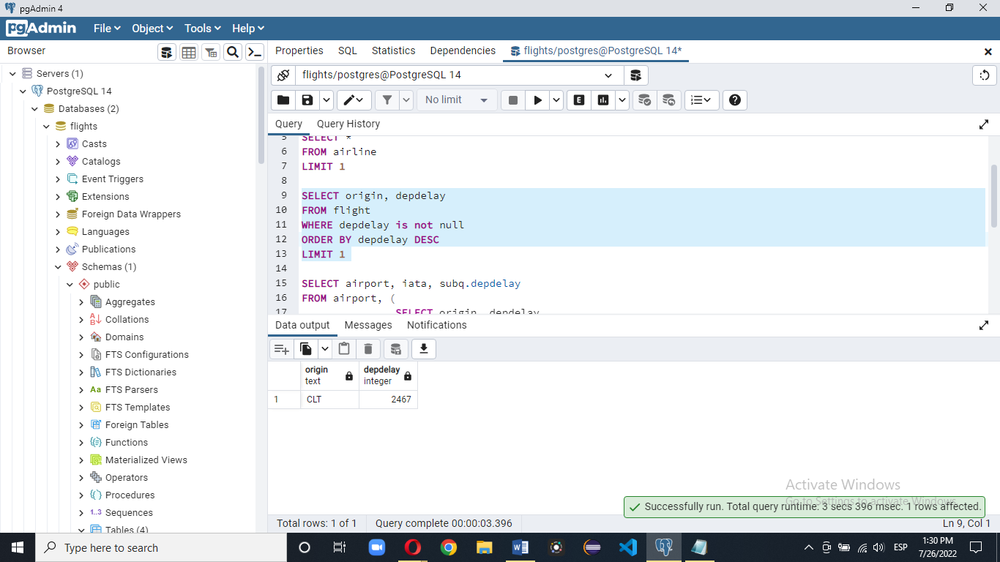 pgAdmin 4
pgAdmin File Object Tools Help
Browser
Properties SQL Statistics Dependencies flights/postgres@PostgreSQL 14*
Servers (1)
PostgreSQL 14
Databases (2)
flights
Casts
Catalogs
Event Triggers
Extensions
Foreign Data Wrappers
Languages
Publications
Schemas (1)
public
Aggregates
Collations
Domains
FTS Configurations
FTS Dictionaries
Aa FTS Parsers
FTS Templates
Foreign Tables
Functions
Materialized Views
Operators
Procedures
1..3 Sequences
Tables (4)
flights/postgres@PostgreSQL 14
No limit
E
Query Query History
5 SELECT *
6 FROM airline
7 LIMIT 1
8
9 SELECT origin, depdelay
10 FROM flight
11 WHERE depdelay is not null
12 ORDER BY depdelay DESC
13 LIMIT 1
14
15 SELECT airport, iata, subq.depdelay
16 FROM airport, (
17 SELECT origin, depdelay
Data output Messages Notifications
origin depdelay
text integer
1 CLT 2467
Activate Windows
Go to Settings to activate Windows.
Successfully run. Total query runtime: 3 secs 396 msec. 1 rows affected.
Total rows: 1 of 1 Query complete 00:00:03.396 Ln 9, Col 1
Type here to search
ESP
1:30 PM
7/26/2022